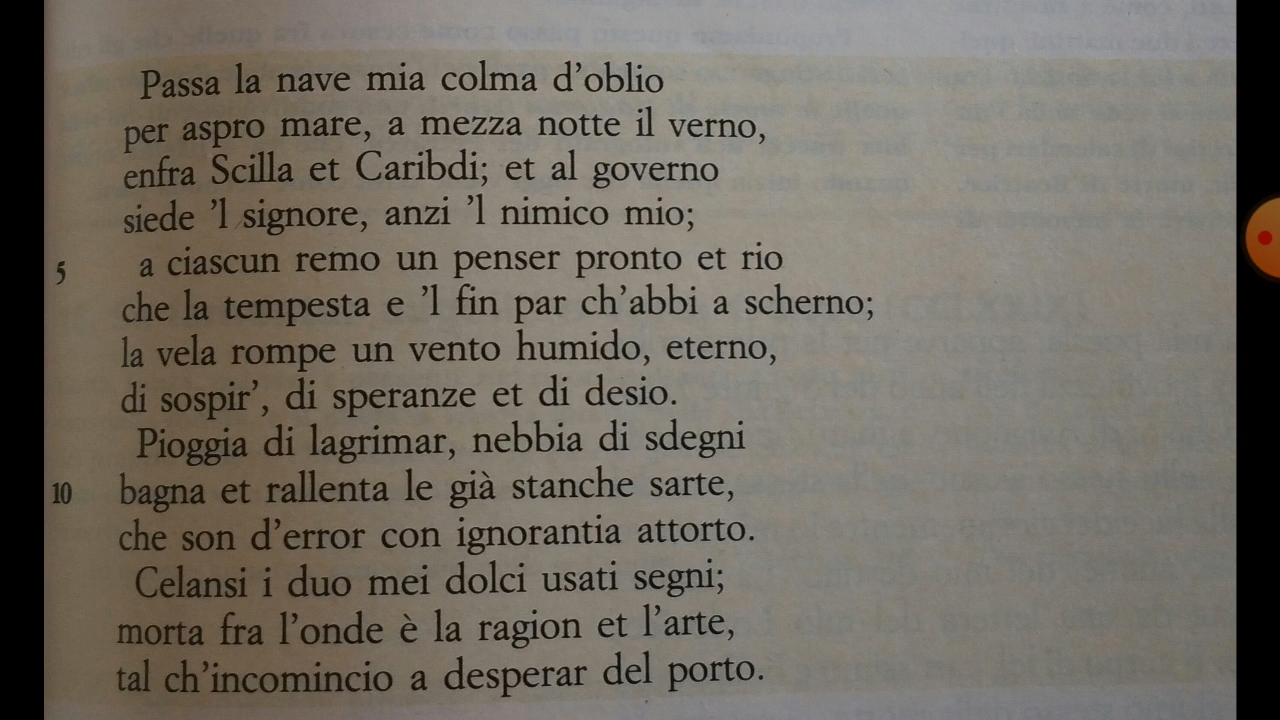 Passa la nave mia colma d'oblio
per aspro mare, a mezza notte il verno,
enfra Scilla et Caribdi; et al governo
siede 'l signore, anzi 'l nimico mio;
5 a ciascun remo un penser pronto et rio
che la tempesta e 'l fin par ch'abbi a scherno;
la vela rompe un vento humido, eterno,
di sospir', di speranze et di desio.
Pioggia di lagrimar, nebbia di sdegni
10 bagna et rallenta le già stanche sarte,
che son d'error con ignorantia attorto.
Celansi i duo mei dolci usati segni;
morta fra l'onde è la ragion et l'arte,
tal ch'incomincio a desperar del porto.